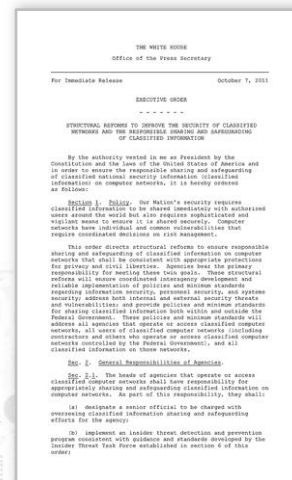 THE WHITE HOUSE
Office of the Press Secretary
For Immediate Release October 7, 2011
EXECUTIVE ORDER
- - - - - - -
STRUCTURAL REFORMS TO IMPROVE THE SECURITY OF CLASSIFIED
NETWORKS AND THE RESPONSIBLE SHARING AND SAFEGUARDING
OF CLASSIFIED INFORMATION
By the authority vested in me as President by the
Constitution and the laws of the United States of America and
in order to ensure the responsible sharing and safeguarding
of classified national security information (classified
information) on computer networks, it is hereby ordered
as follows:
Section 1. Policy. Our Nation's security requires
classified information to be shared immediately with authorized
users around the world but also requires sophisticated and
vigilant means to ensure it is shared securely. Computer
networks have individual and common vulnerabilities that
require coordinated decisions on risk management.
This order directs structural reforms to ensure responsible
sharing and safeguarding of classified information on computer
networks that shall be consistent with appropriate protections
for privacy and civil liberties. Agencies bear the primary
responsibility for meeting these twin goals. These structural
reforms will ensure coordinated interagency development and
reliable implementation of policies and minimum standards
regarding information security, personnel security, and systems
security; address both internal and external security threats
and vulnerabilities; and provide policies and minimum standards
for sharing classified information both within and outside the
Federal Government. These policies and minimum standards will
address all agencies that operate or access classified computer
networks, all users of classified computer networks (including
contractors and others who operate or access classified computer
networks controlled by the Federal Government), and all
classified information on those networks.
Sec. 2. General Responsibilities of Agencies.
Sec. 2.1. The heads of agencies that operate or access
classified computer networks shall have responsibility for
appropriately sharing and safeguarding classified information on
computer networks. As part of this responsibility, they shall:
(a) designate a senior official to be charged with
overseeing classified information sharing and safeguarding
efforts for the agency;
(b) implement an insider threat detection and prevention
program consistent with guidance and standards developed by the
Insider Threat Task Force established in section 6 of this
order;